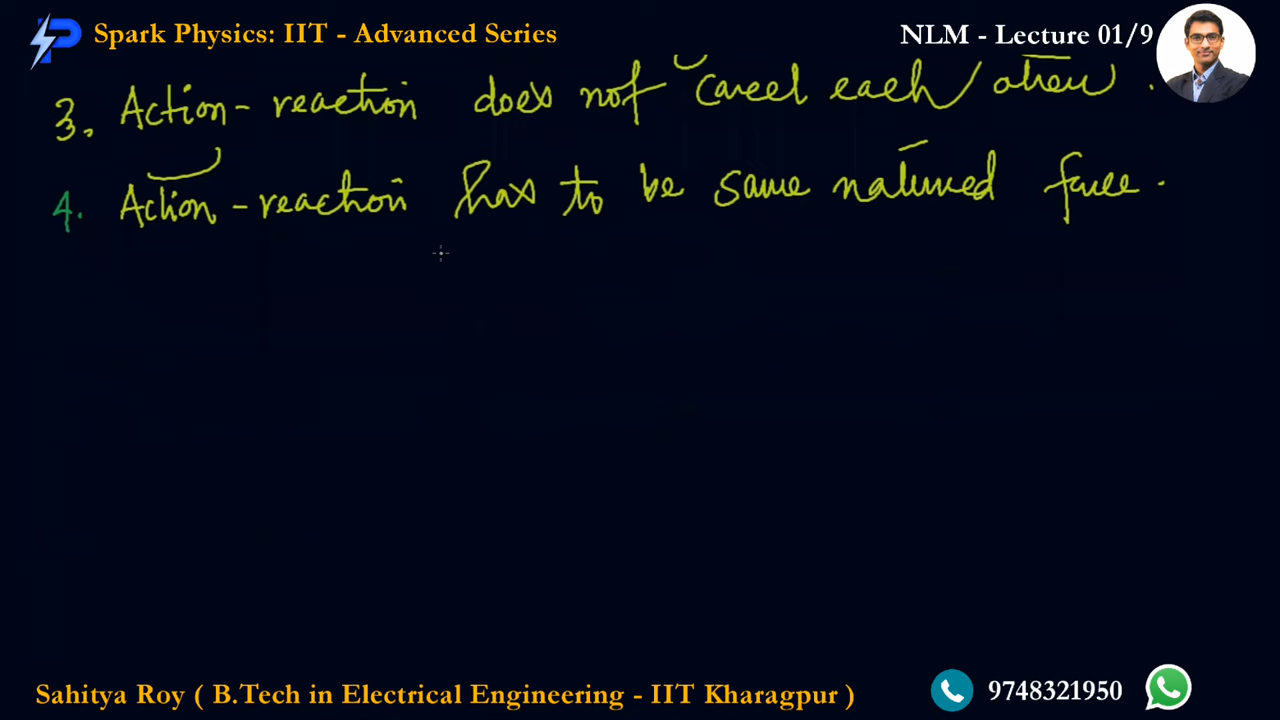 Spark Physics: IIT - Advanced Series
NLM - Lecture 01/9
3. Action-reaction does not cancel each other.
4. Action-reaction has to be same natured force.
Sahitya Roy ( B.Tech in Electrical Engineering - IIT Kharagpur )
9748321950